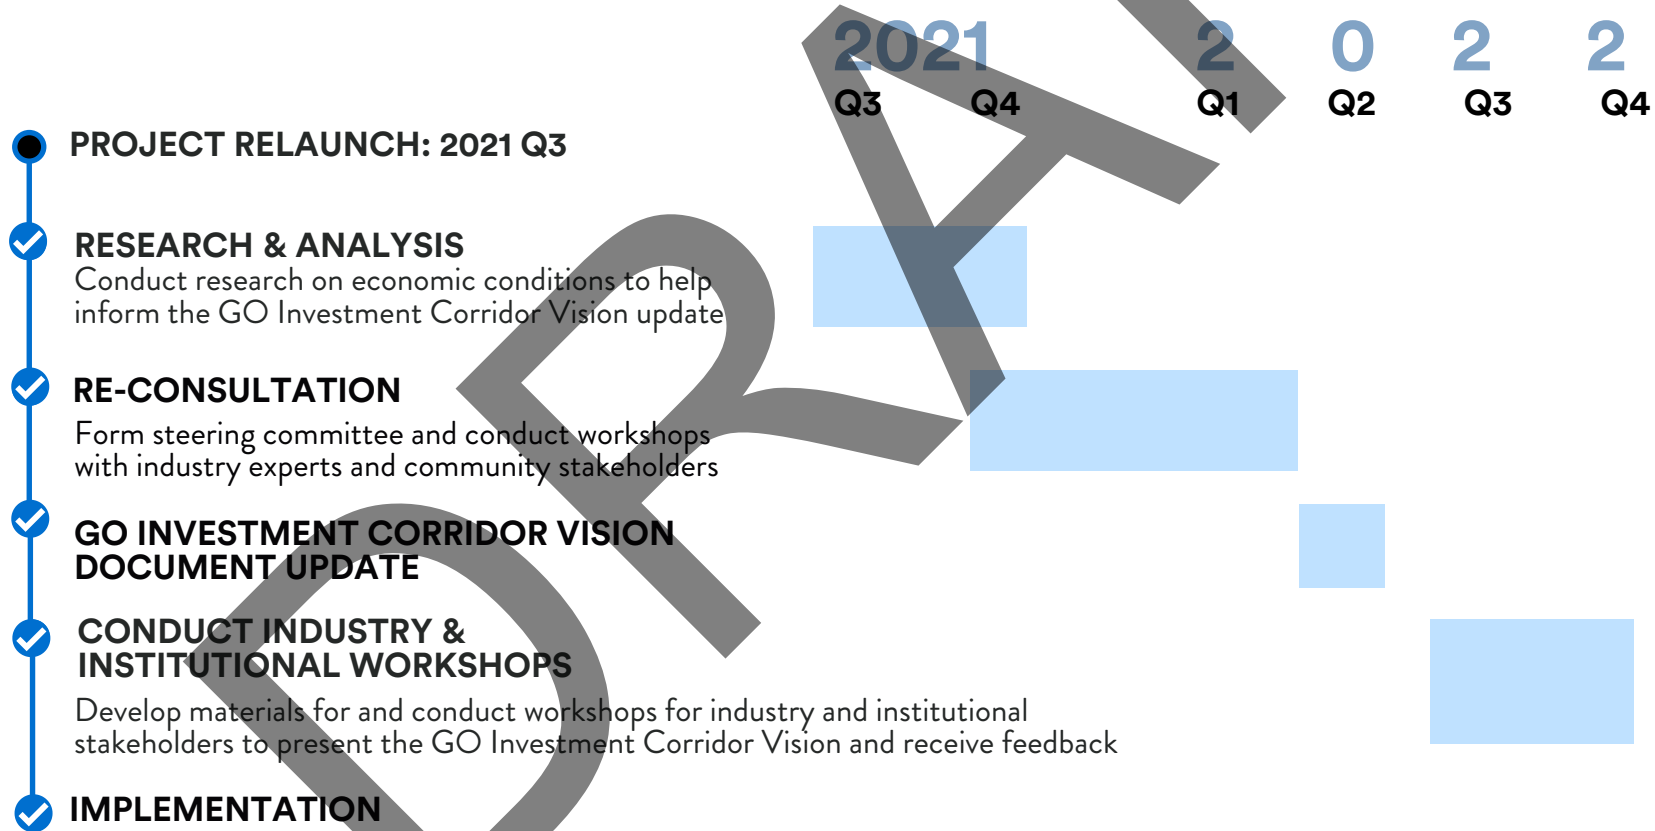 2021 2 0 2 2
Q3 Q4 Q1 Q2 Q3 Q4
PROJECT RELAUNCH: 2021 Q3
RESEARCH & ANALYSIS
Conduct research on economic conditions to help
inform the GO Investment Corridor Vision update
RE-CONSULTATION
Form steering committee and conduct workshops
with industry experts and community stakeholders
GO INVESTMENT CORRIDOR VISION
DOCUMENT UPDATE
CONDUCT INDUSTRY &
INSTITUTIONAL WORKSHOPS
Develop materials for and conduct workshops for industry and institutional
stakeholders to present the GO Investment Corridor Vision and receive feedback
IMPLEMENTATION
DRA